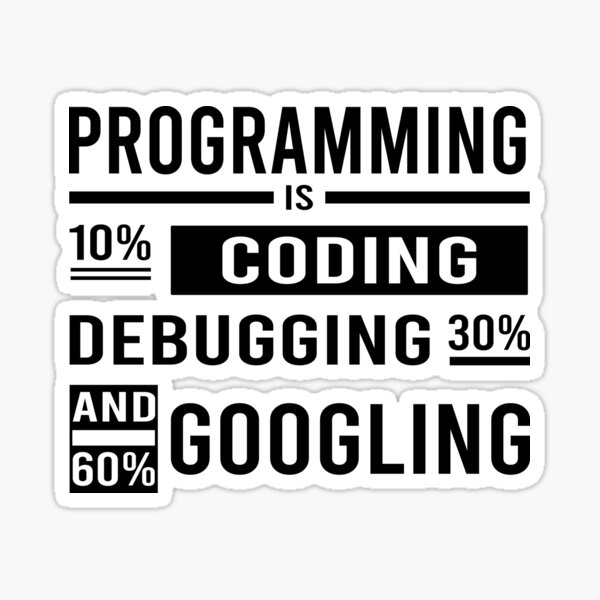 PROGRAMMING
IS
10% CODING
DEBUGGING 30%
AND
60% GOOGLING